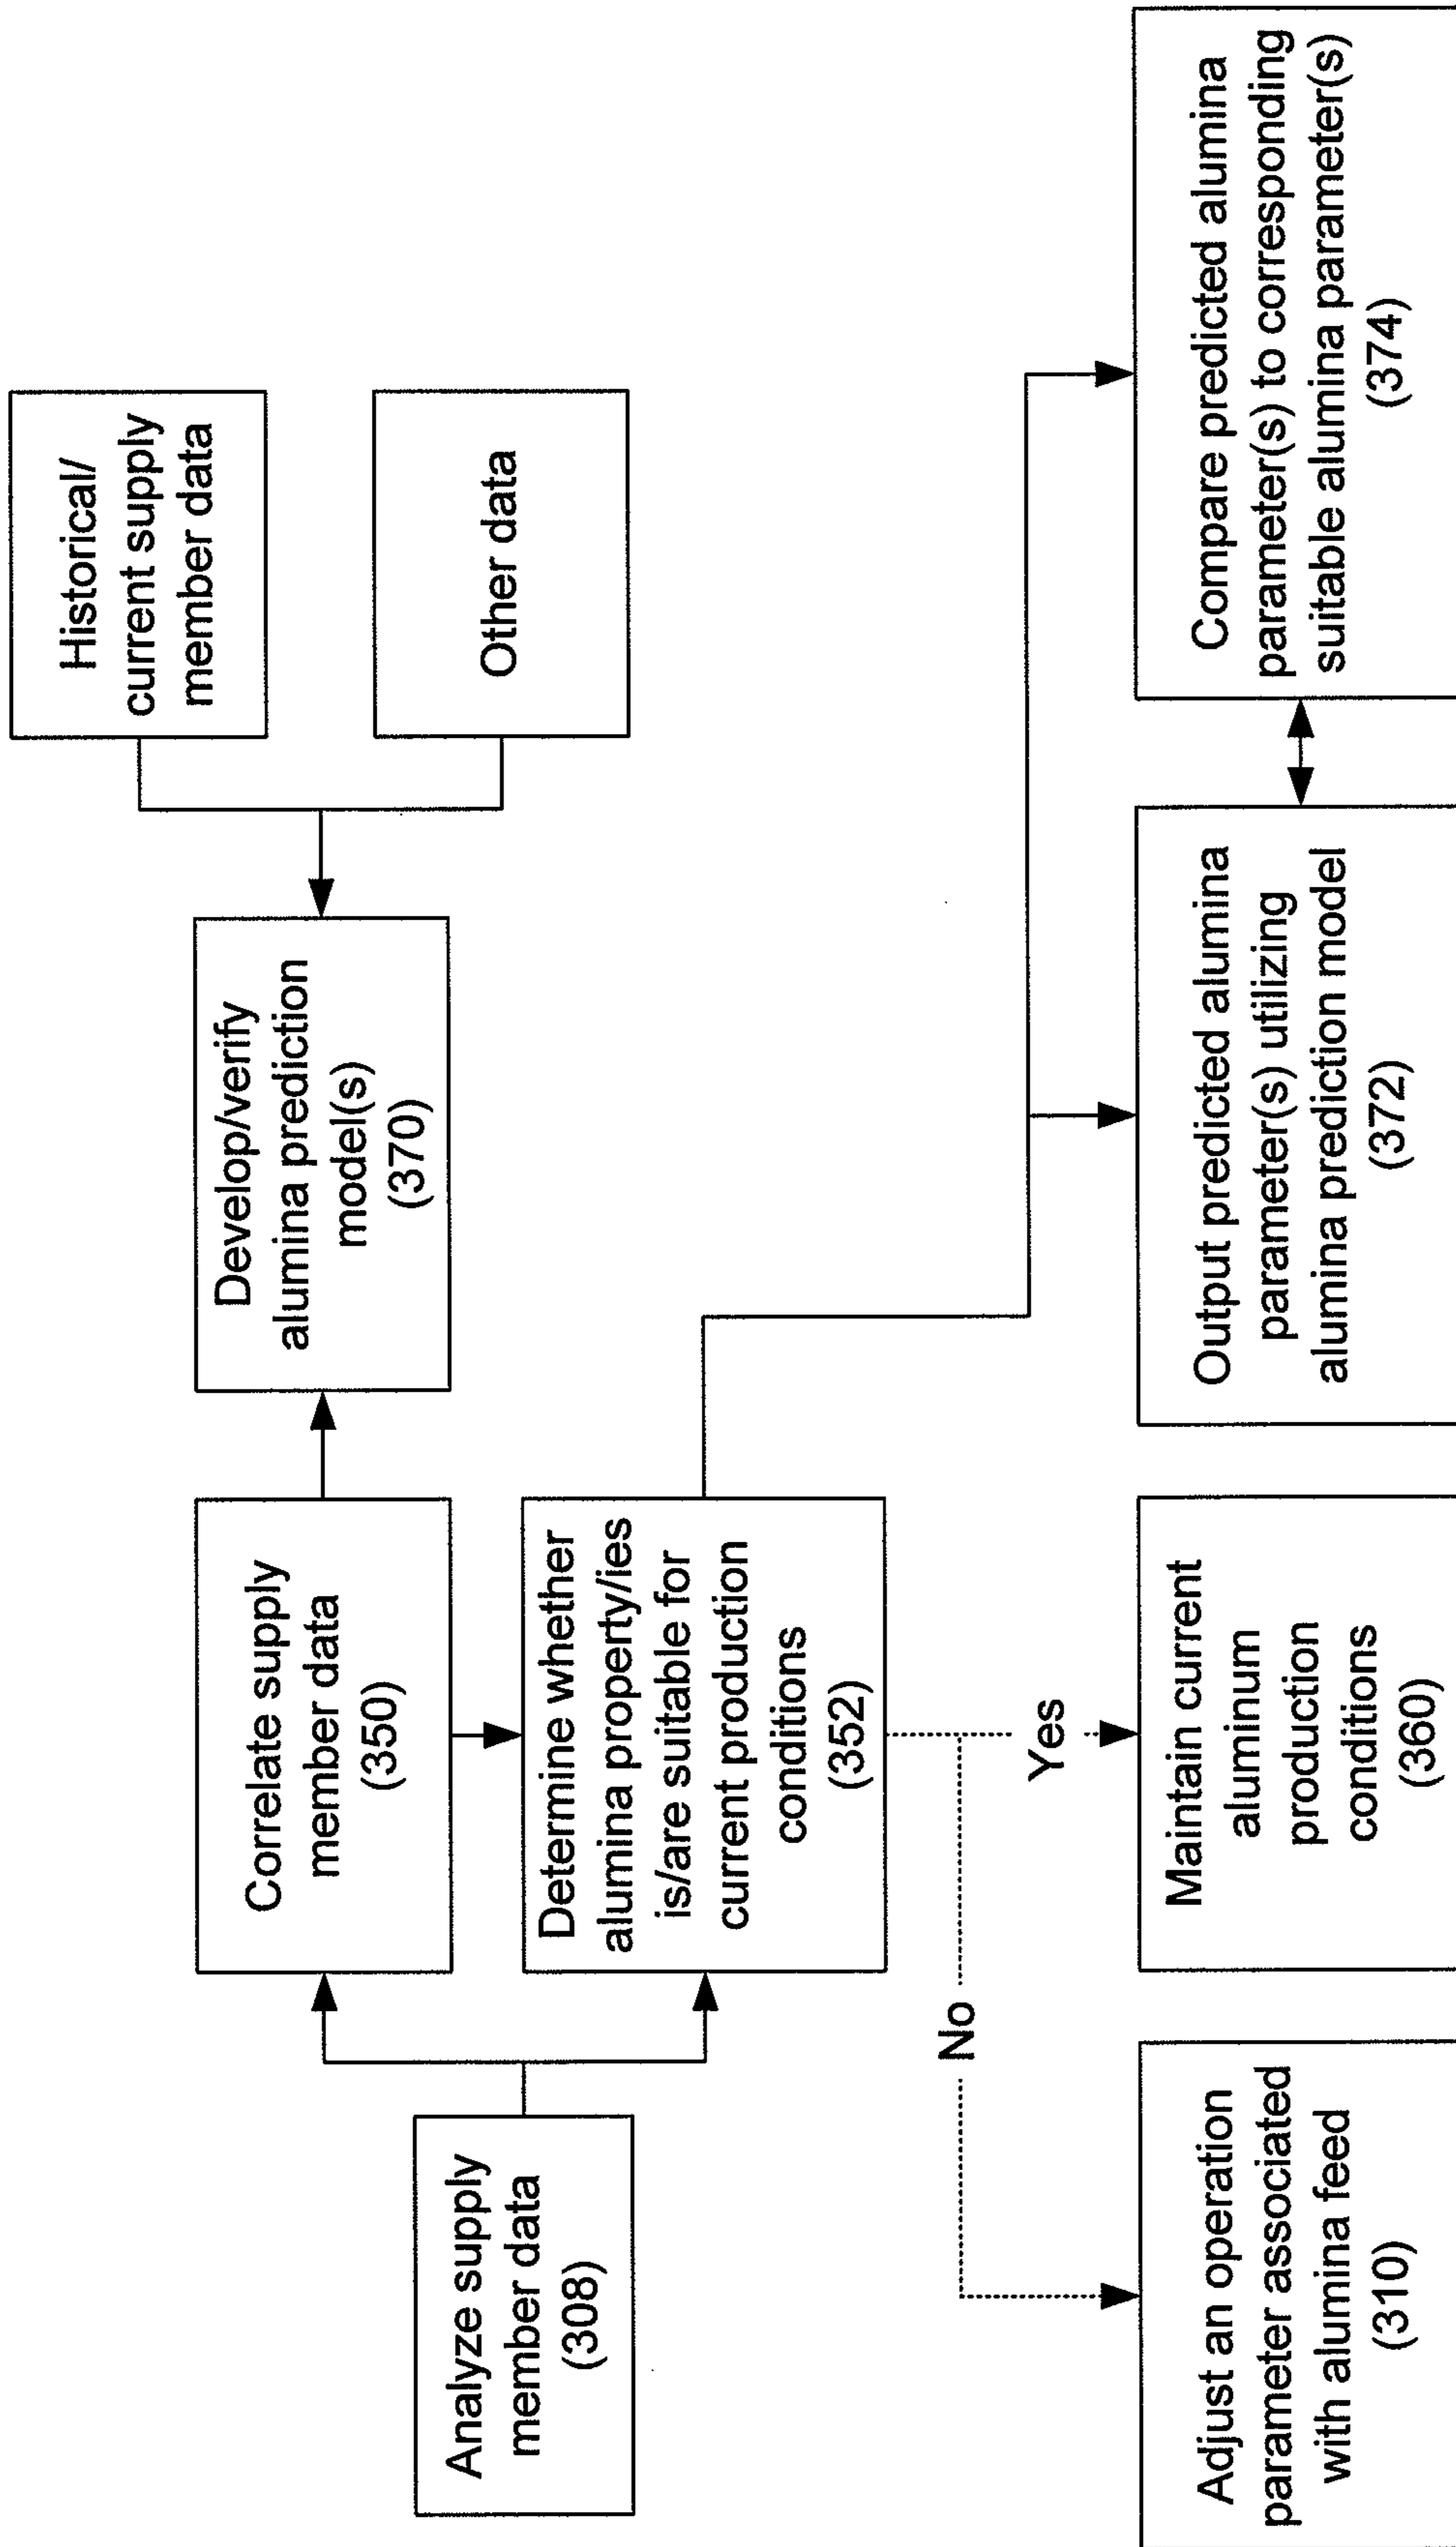 Analyze supply
member data
(308)
Correlate supply
member data
(350)
Develop/verify
alumina prediction
model(s)
(370)
Historical/
current supply
member data
Other data
Determine whether
alumina property/ies
is/are suitable for
current production
conditions
(352)
No
Yes
Adjust an operation
parameter associated
with alumina feed
(310)
Maintain current
aluminum
production
conditions
(360)
Output predicted alumina
parameter(s) utilizing
alumina prediction model
(372)
Compare predicted alumina
parameter(s) to corresponding
suitable alumina parameter(s)
(374)